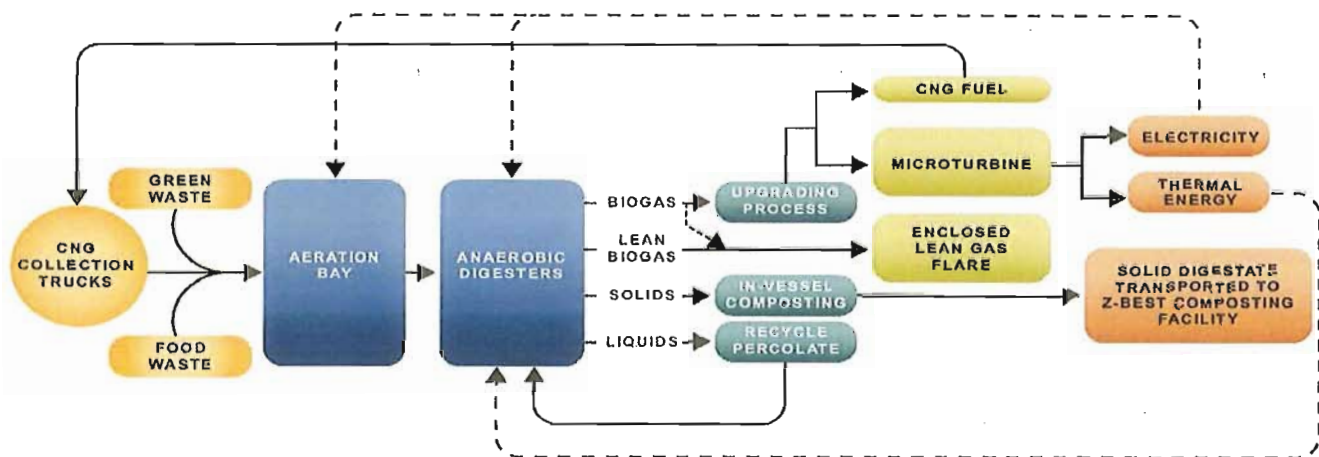 GREEN
WASTE
CNG
COLLECTION
TRUCKS
FOOD
WASTE
AERATION
BAY
ANAEROBIC
DIGESTERS
BIOGAS
LEAN
BIOGAS
SOLIDS
LIQUIDS
UPGRADING
PROCESS
IN-VESSEL
COMPOSTING
RECYCLE
PERCOLATE
CNG FUEL
MICROTURBINE
ENCLOSED
LEAN GAS
FLARE
ELECTRICITY
THERMAL
ENERGY
SOLID DIGESTATE
TRANSPORTED TO
Z-BEST COMPOSTING
FACILITY